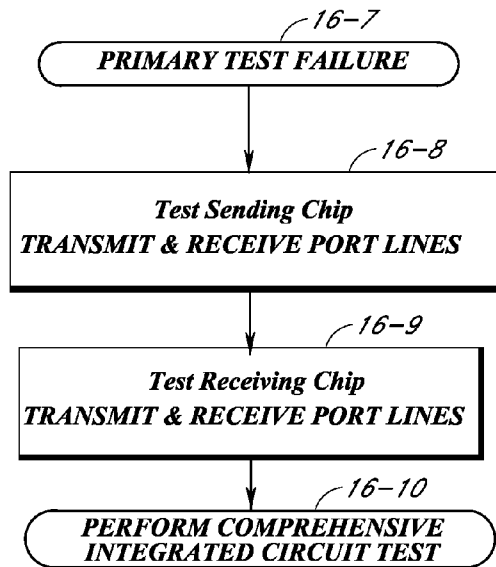 16-7
PRIMARY TEST FAILURE
16-8
Test Sending Chip
TRANSMIT & RECEIVE PORT LINES
16-9
Test Receiving Chip
TRANSMIT & RECEIVE PORT LINES
16-10
PERFORM COMPREHENSIVE
INTEGRATED CIRCUIT TEST